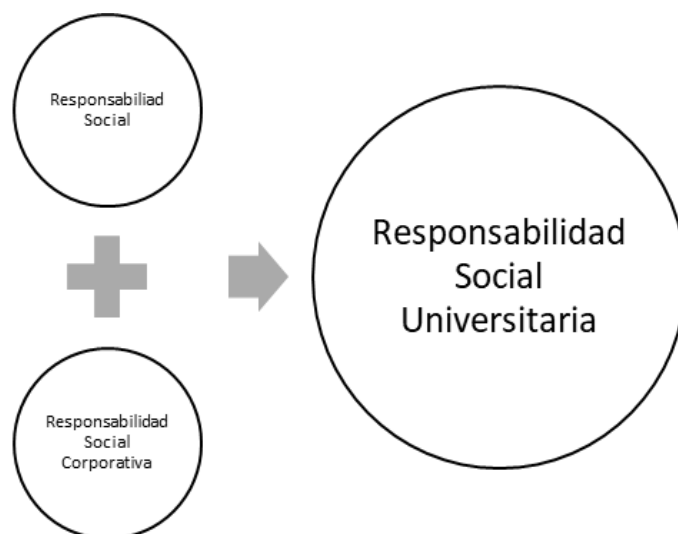 Responsabiliad
Social
Responsabilidad
Social
Corporativa
Responsabilidad
Social
Universitaria